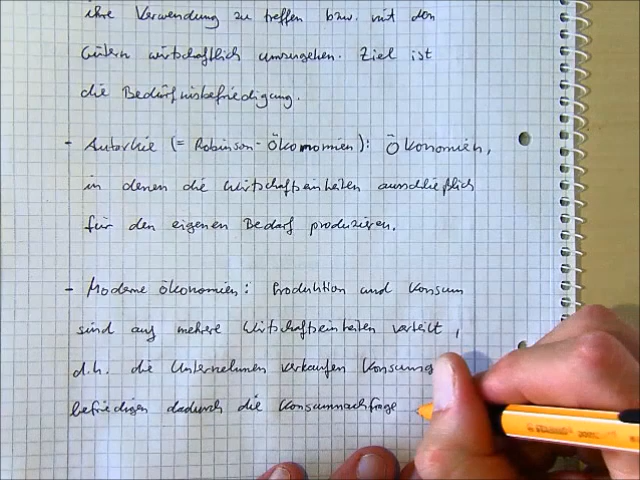 ihre Verwendung zu treffen bzw. mit den
Gütern wirtschaftlich umzugehen. Ziel ist
die Bedürfnisbefriedigung.
- Autarkie (= Robinson-Ökonomien): Ökonomien,
in denen die Wirtschaftseinheiten ausschließlich
für den eigenen Bedarf produzieren.
- Moderne Ökonomien: Produktion und Konsum
sind auf mehrere Wirtschaftseinheiten verteilt,
d.h. die Unternehmen verkaufen
befriedigen dadurch die Konsumnachfrage